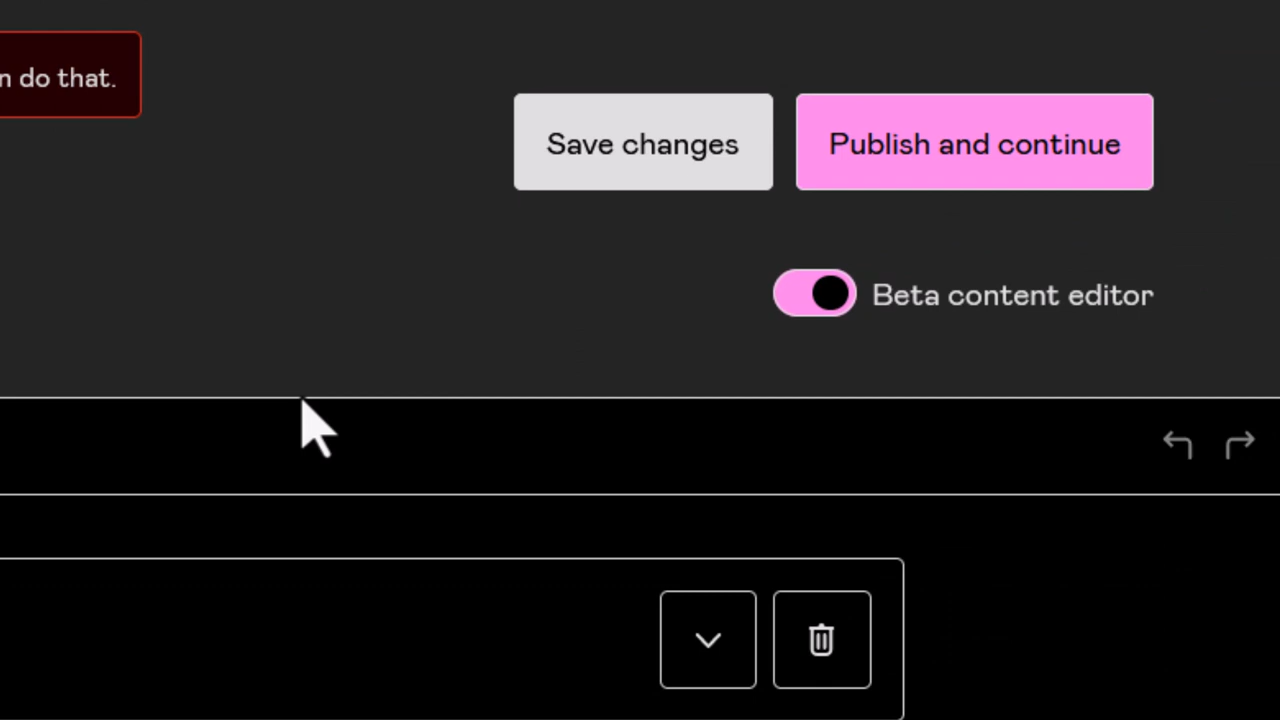 n do that.
Save changes
Publish and continue
Beta content editor